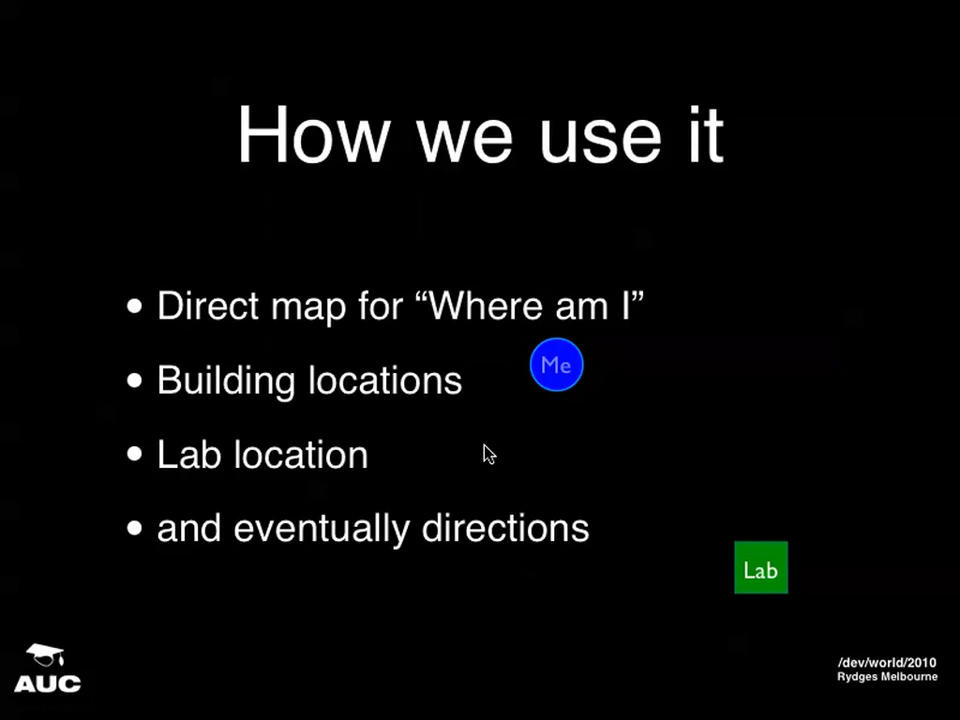 How we use it
• Direct map for “Where am I”
Me
• Building locations
• Lab location
• and eventually directions
Lab
AUC
/dev/world/2010
Rydges Melbourne